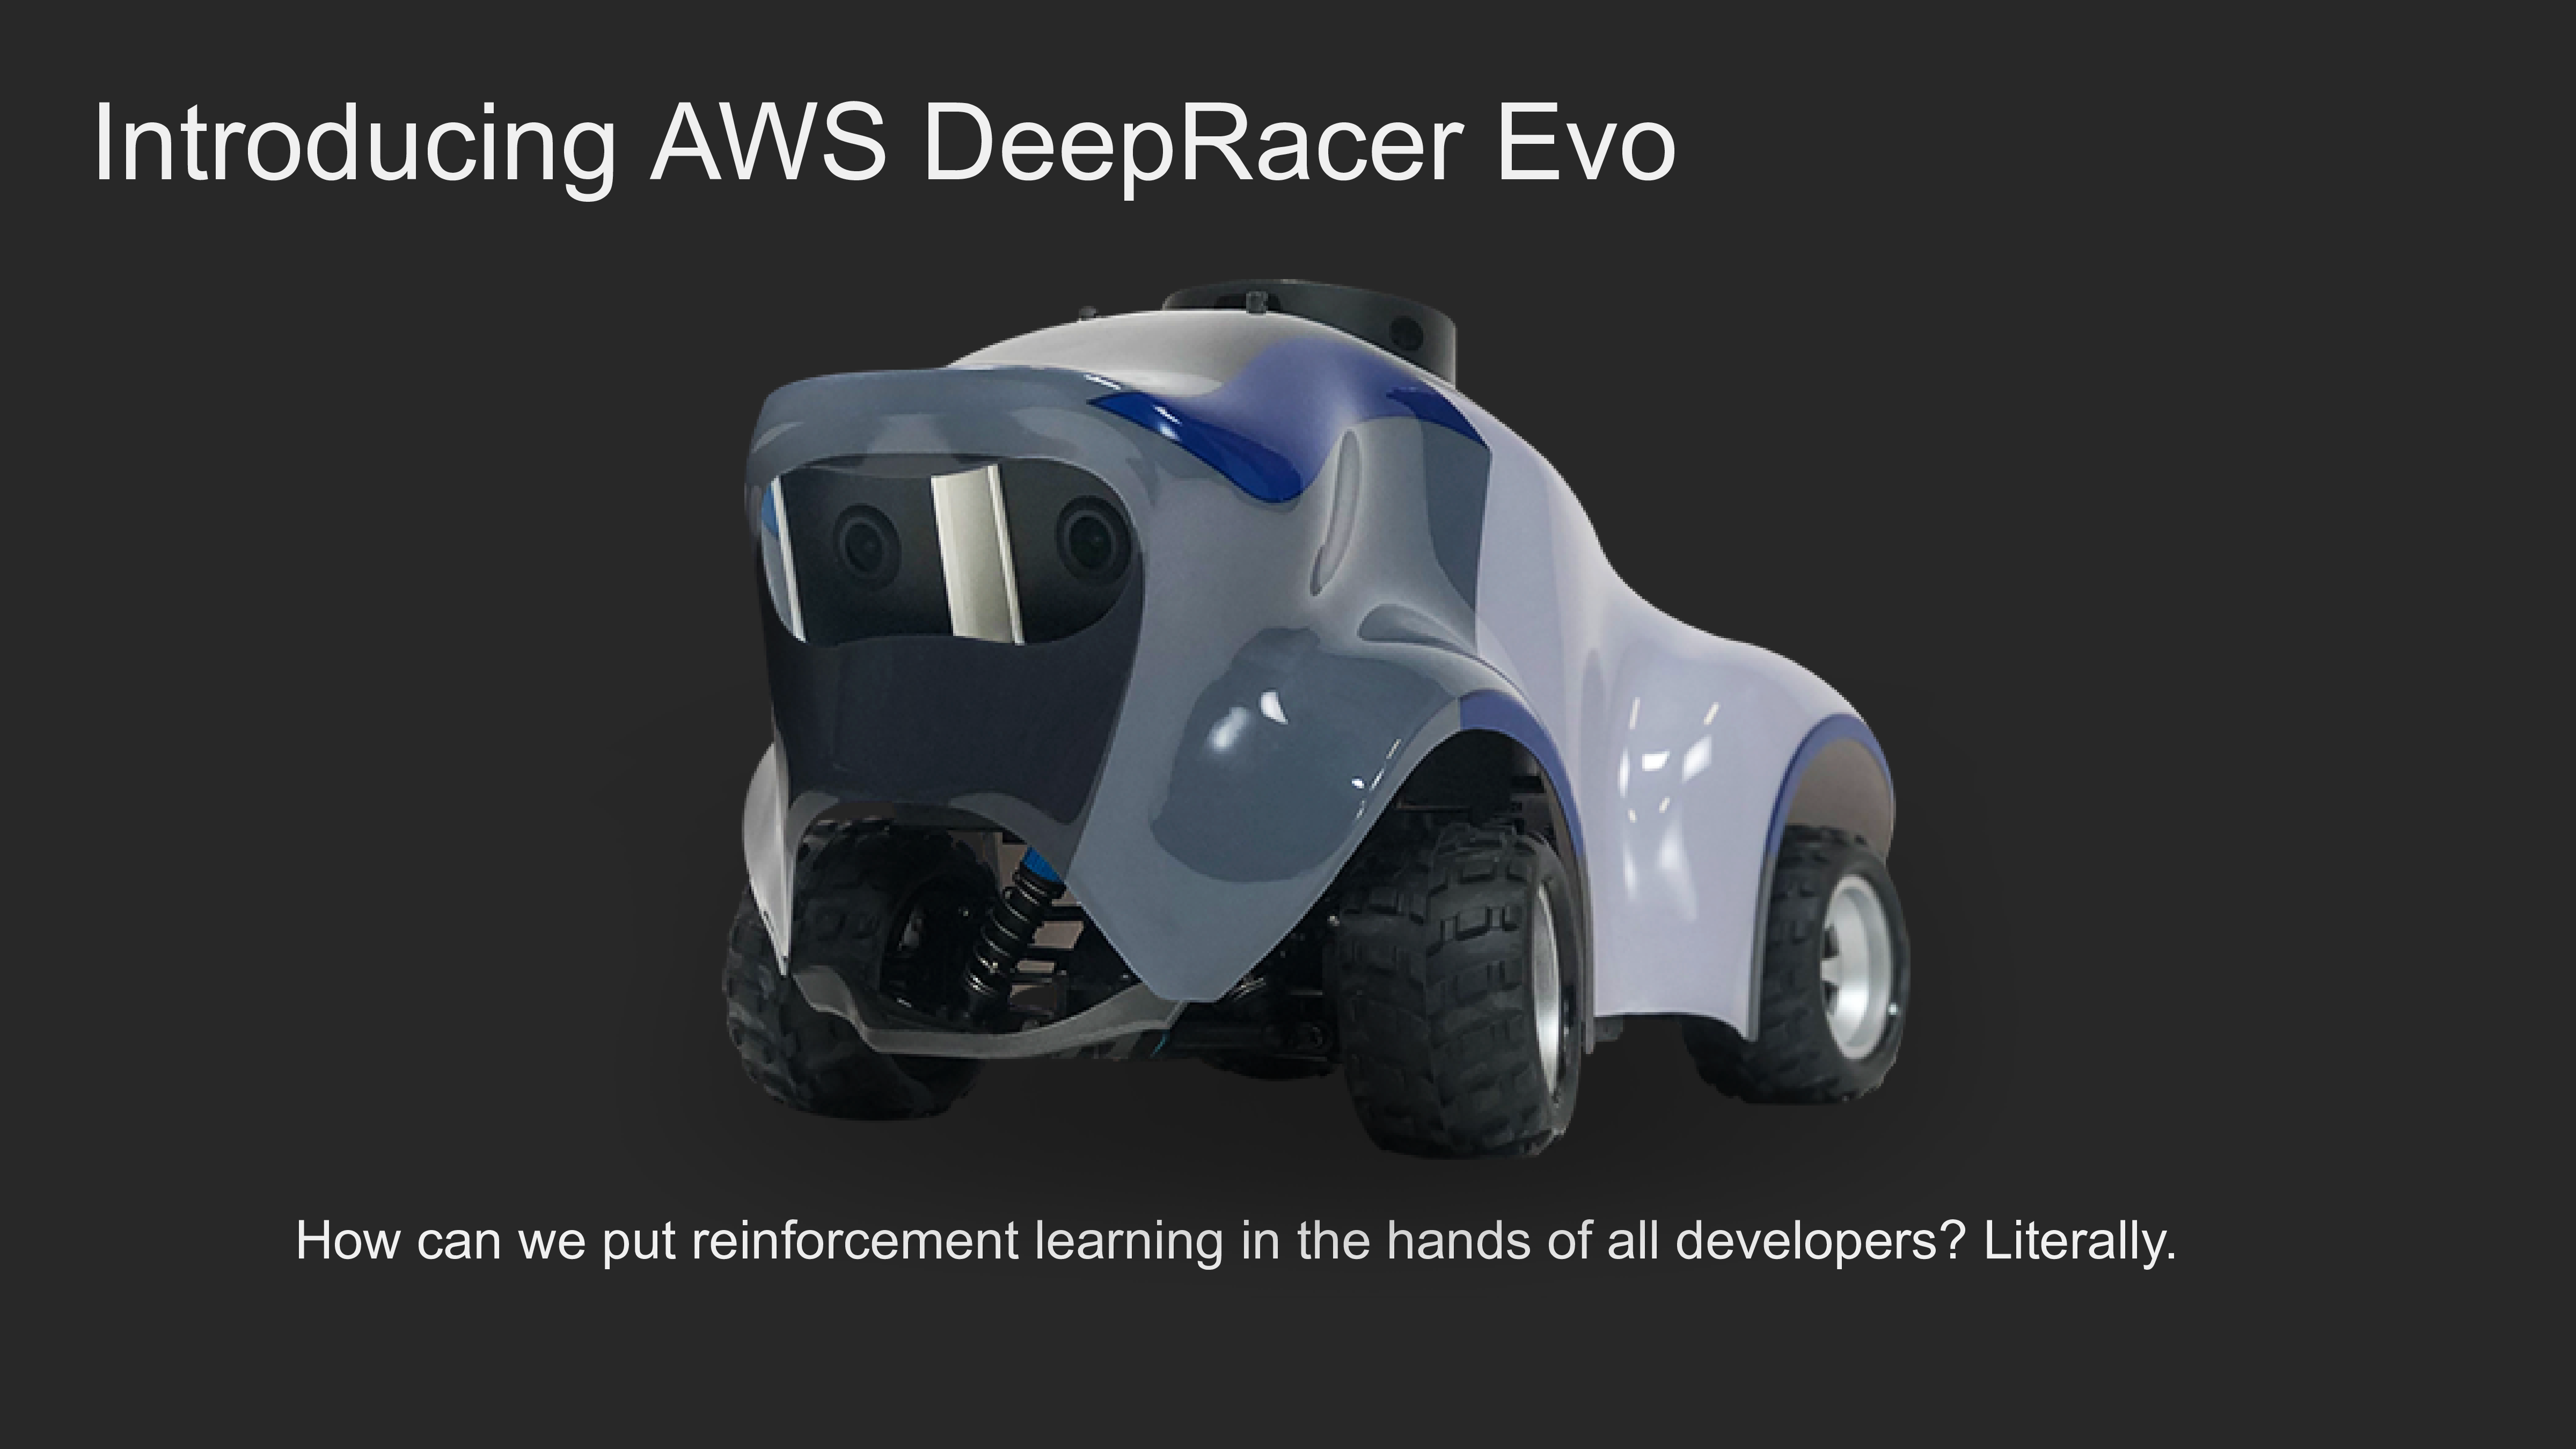 Introducing AWS DeepRacer Evo
How can we put reinforcement learning in the hands of all developers? Literally.